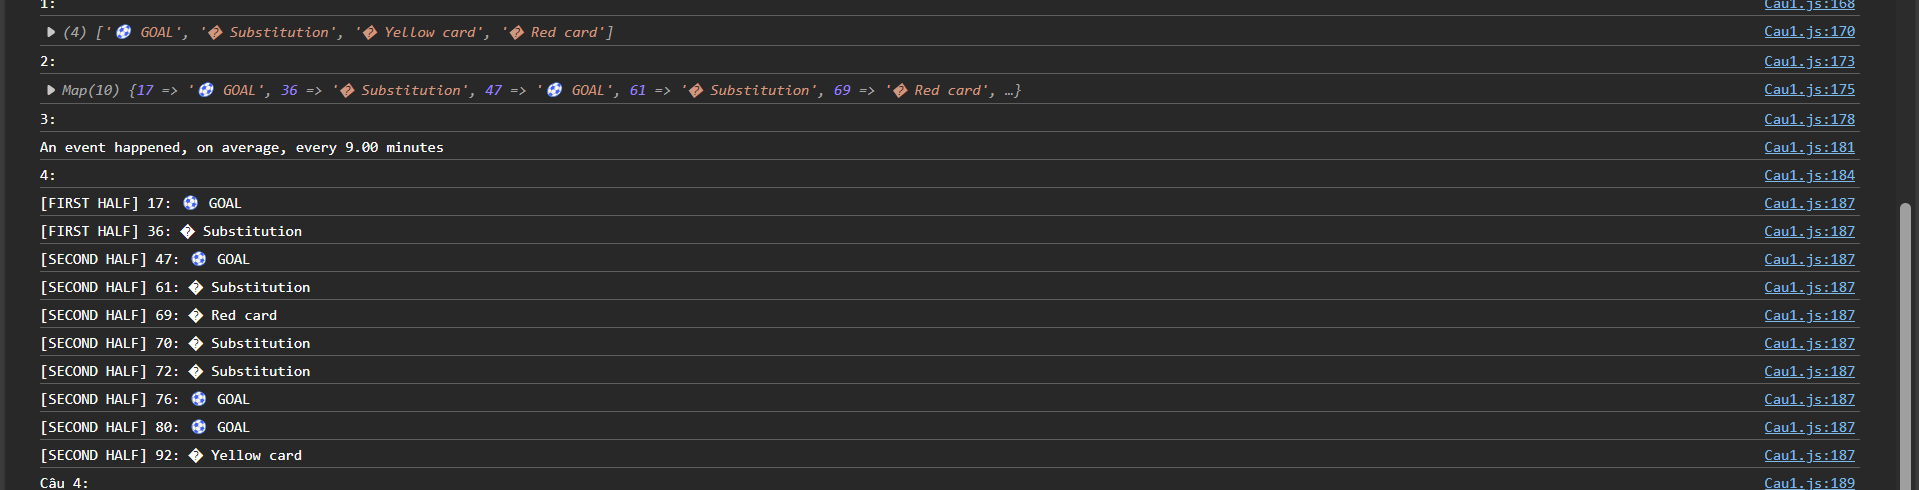 1: Cau1.js:168
▶ (4) ['⚽ GOAL', '� Substitution', '� Yellow card', '� Red card'] Cau1.js:170
2: Cau1.js:173
▶ Map(10) {17 => '⚽ GOAL', 36 => '� Substitution', 47 => '⚽ GOAL', 61 => '� Substitution', 69 => '� Red card', …} Cau1.js:175
3: Cau1.js:178
An event happened, on average, every 9.00 minutes Cau1.js:181
4: Cau1.js:184
[FIRST HALF] 17: ⚽ GOAL Cau1.js:187
[FIRST HALF] 36: � Substitution Cau1.js:187
[SECOND HALF] 47: ⚽ GOAL Cau1.js:187
[SECOND HALF] 61: � Substitution Cau1.js:187
[SECOND HALF] 69: � Red card Cau1.js:187
[SECOND HALF] 70: � Substitution Cau1.js:187
[SECOND HALF] 72: � Substitution Cau1.js:187
[SECOND HALF] 76: ⚽ GOAL Cau1.js:187
[SECOND HALF] 80: ⚽ GOAL Cau1.js:187
[SECOND HALF] 92: � Yellow card Cau1.js:187
Câu 4: Cau1.js:189